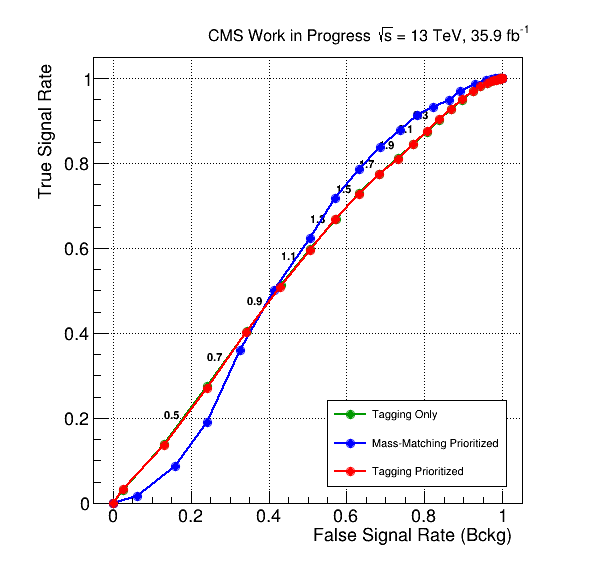 CMS Work in Progress √s = 13 TeV, 35.9 fb⁻¹
True Signal Rate
1
0.8
0.6
0.4
0.2
0
0.5
0.7
0.9
1.1
1.3
1.5
1.7
1.9
Tagging Only
Mass-Matching Prioritized
Tagging Prioritized
0 0.2 0.4 0.6 0.8 1
False Signal Rate (Bckg)